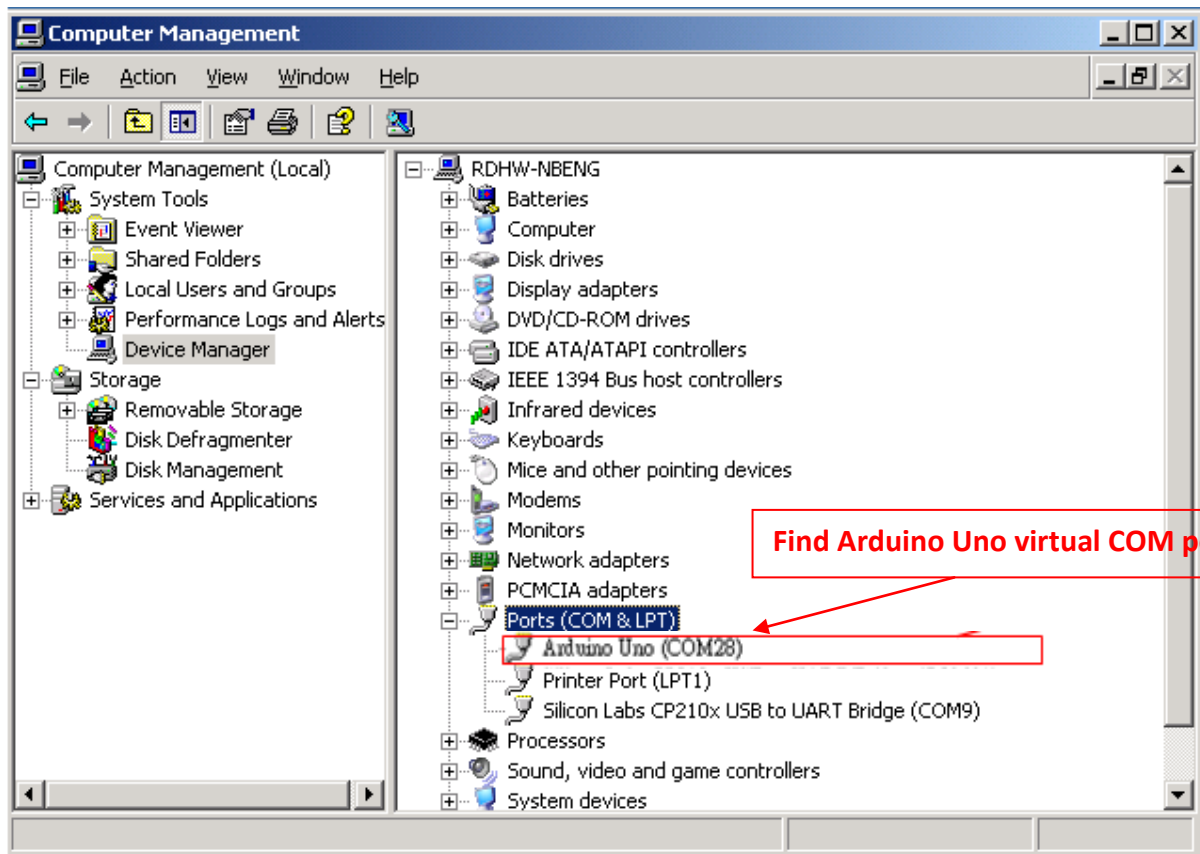 Computer Management
File Action View Window Help
Computer Management (Local)
System Tools
Event Viewer
Shared Folders
Local Users and Groups
Performance Logs and Alerts
Device Manager
Storage
Removable Storage
Disk Defragmenter
Disk Management
Services and Applications
RDHW-NBENG
Batteries
Computer
Disk drives
Display adapters
DVD/CD-ROM drives
IDE ATA/ATAPI controllers
IEEE 1394 Bus host controllers
Infrared devices
Keyboards
Mice and other pointing devices
Modems
Monitors
Network adapters
PCMCIA adapters
Ports (COM & LPT)
Arduino Uno (COM28)
Printer Port (LPT1)
Silicon Labs CP210x USB to UART Bridge (COM9)
Processors
Sound, video and game controllers
System devices
Find Arduino Uno virtual COM p